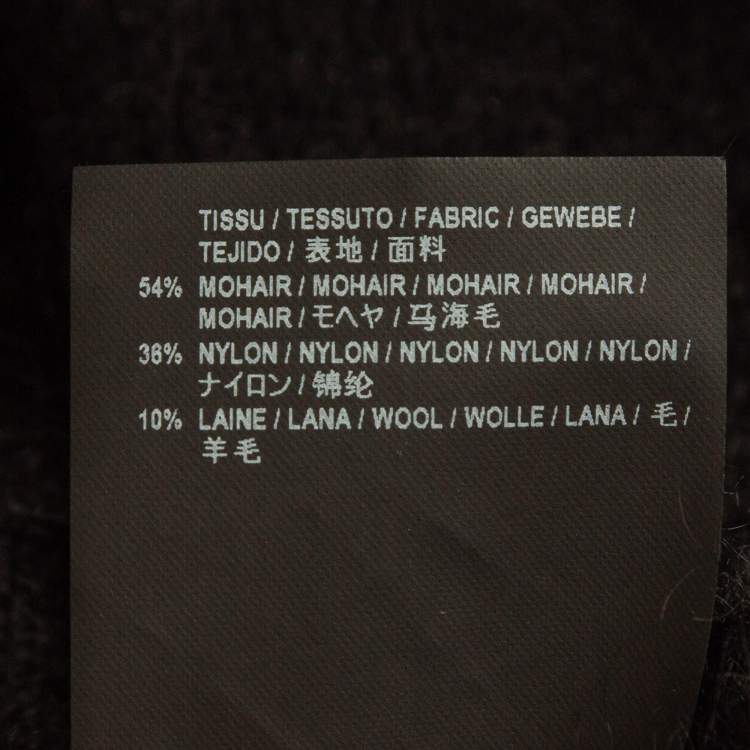 TISSU / TESSUTO / FABRIC / GEWEBE /
TEJIDO / 表地 / 面料
54% MOHAIR / MOHAIR / MOHAIR / MOHAIR /
MOHAIR / モヘヤ / 马海毛
36% NYLON / NYLON / NYLON / NYLON / NYLON /
ナイロン / 锦纶
10% LAINE / LANA / WOOL / WOLLE / LANA / 毛 /
羊毛